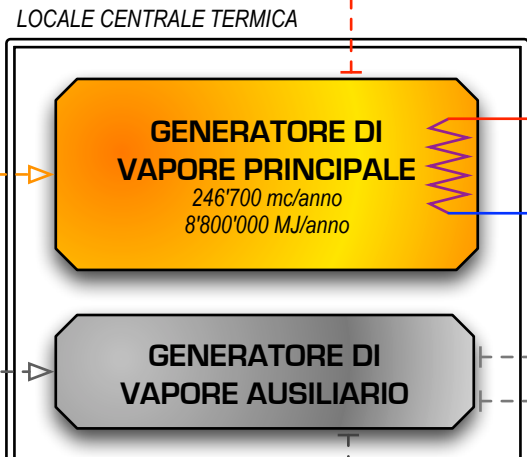 LOCALE CENTRALE TERMICA
GENERATORE DI
VAPORE PRINCIPALE
246'700 mc/anno
8'800'000 MJ/anno
GENERATORE DI
VAPORE AUSILIARIO